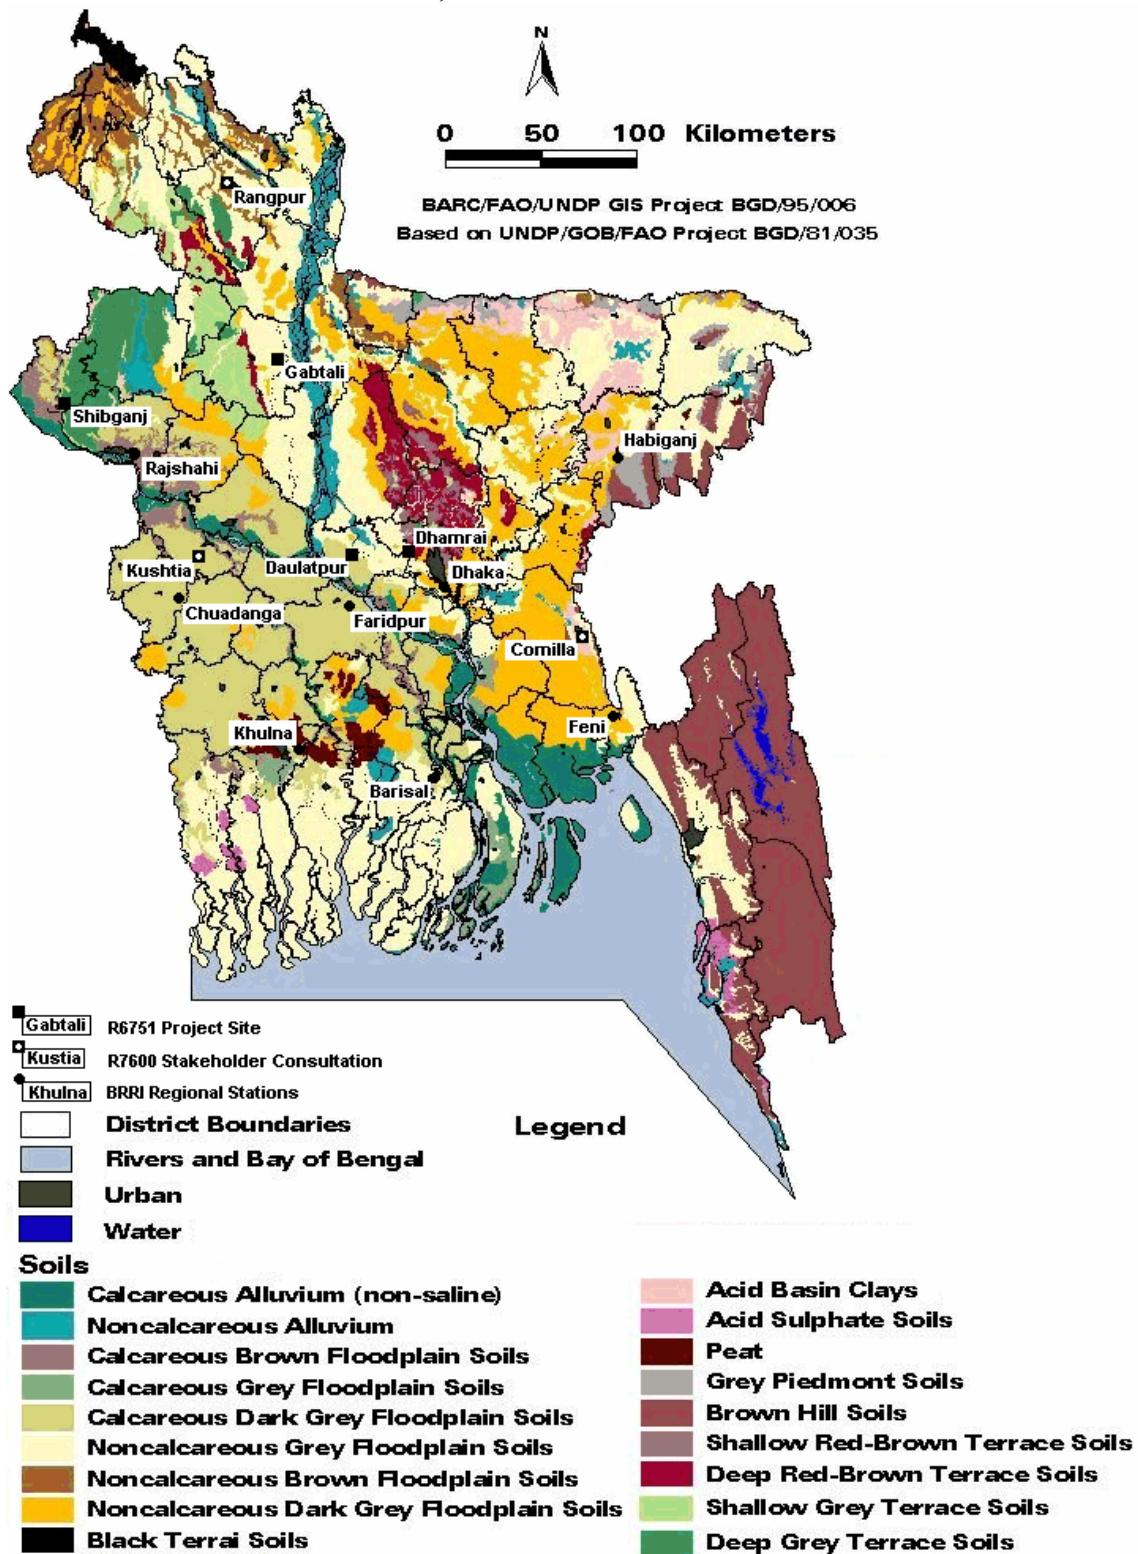 N
0 50 100 Kilometers
BARC/FAO/UNDP GIS Project BGD/95/006
Based on UNDP/GOB/FAO Project BGD/81/035
Rangpur
Gabtali
Shibganj
Habiganj
Rajshahi
Dhamrai
Kushtia
Daulatpur
Dhaka
Chuadanga
Faridpur
Comilla
Feni
Khulna
Barisal
Gabtali R6751 Project Site
Kustia R7600 Stakeholder Consultation
Khulna BRRI Regional Stations
District Boundaries
Legend
Rivers and Bay of Bengal
Urban
Water
Soils
Calcareous Alluvium (non-saline)
Noncalcareous Alluvium
Calcareous Brown Floodplain Soils
Calcareous Grey Floodplain Soils
Calcareous Dark Grey Floodplain Soils
Noncalcareous Grey Floodplain Soils
Noncalcareous Brown Floodplain Soils
Noncalcareous Dark Grey Floodplain Soils
Black Terrai Soils
Acid Basin Clays
Acid Sulphate Soils
Peat
Grey Piedmont Soils
Brown Hill Soils
Shallow Red-Brown Terrace Soils
Deep Red-Brown Terrace Soils
Shallow Grey Terrace Soils
Deep Grey Terrace Soils